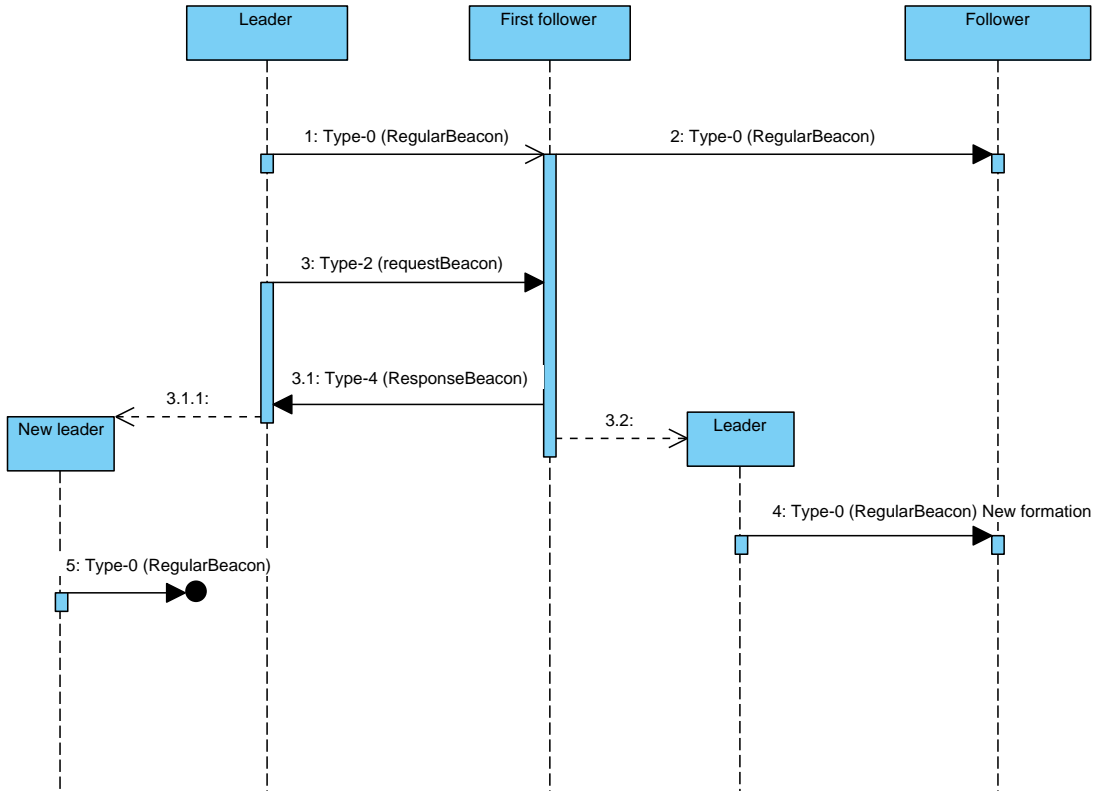 Leader
First follower
Follower
1: Type-0 (RegularBeacon)
2: Type-0 (RegularBeacon)
3: Type-2 (requestBeacon)
3.1: Type-4 (ResponseBeacon)
3.1.1:
New leader
3.2:
Leader
4: Type-0 (RegularBeacon) New formation
5: Type-0 (RegularBeacon)